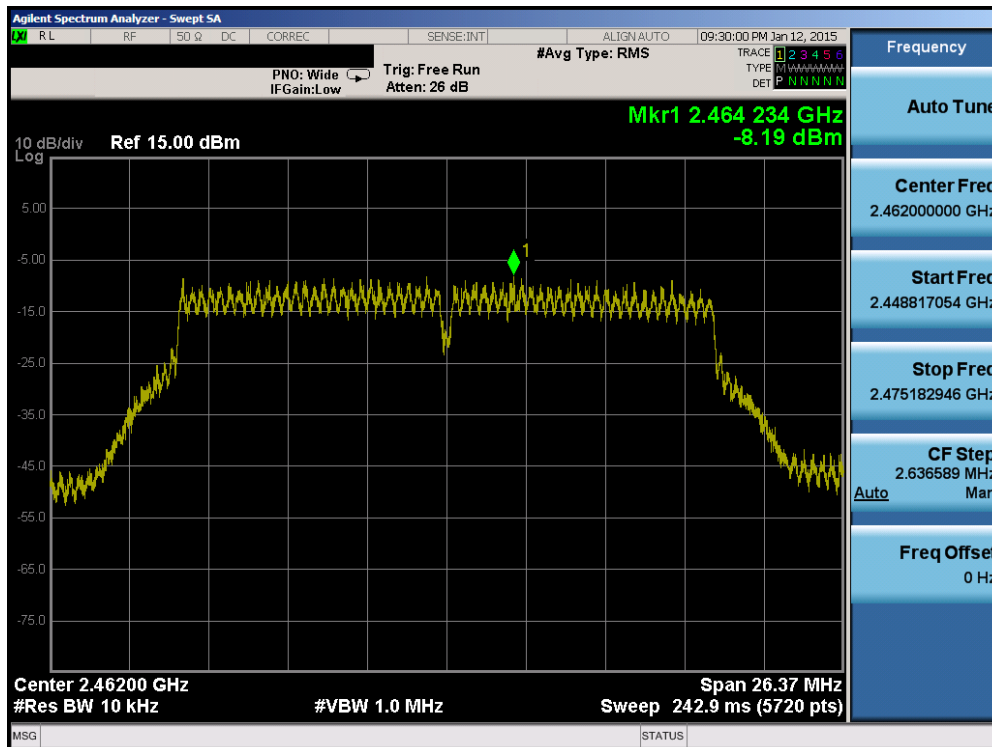 Agilent Spectrum Analyzer - Swept SA
LXI RL RF 50 Ω DC CORREC SENSE:INT ALIGN AUTO 09:30:00 PM Jan 12, 2015
Frequency
#Avg Type: RMS
TRACE 1 2 3 4 5 6
TYPE M W W W W W
DET P N N N N N
PNO: Wide
IFGain:Low
Trig: Free Run
Atten: 26 dB
Auto Tune
Mkr1 2.464 234 GHz
-8.19 dBm
10 dB/div
Log
Ref 15.00 dBm
5.00
-5.00
-15.0
-25.0
-35.0
-45.0
-55.0
-65.0
-75.0
1
Center Freq
2.462000000 GHz
Start Freq
2.448817054 GHz
Stop Freq
2.475182946 GHz
CF Step
2.636589 MHz
Auto Man
Freq Offset
0 Hz
Center 2.46200 GHz
Span 26.37 MHz
#Res BW 10 kHz
#VBW 1.0 MHz
Sweep 242.9 ms (5720 pts)
MSG
STATUS